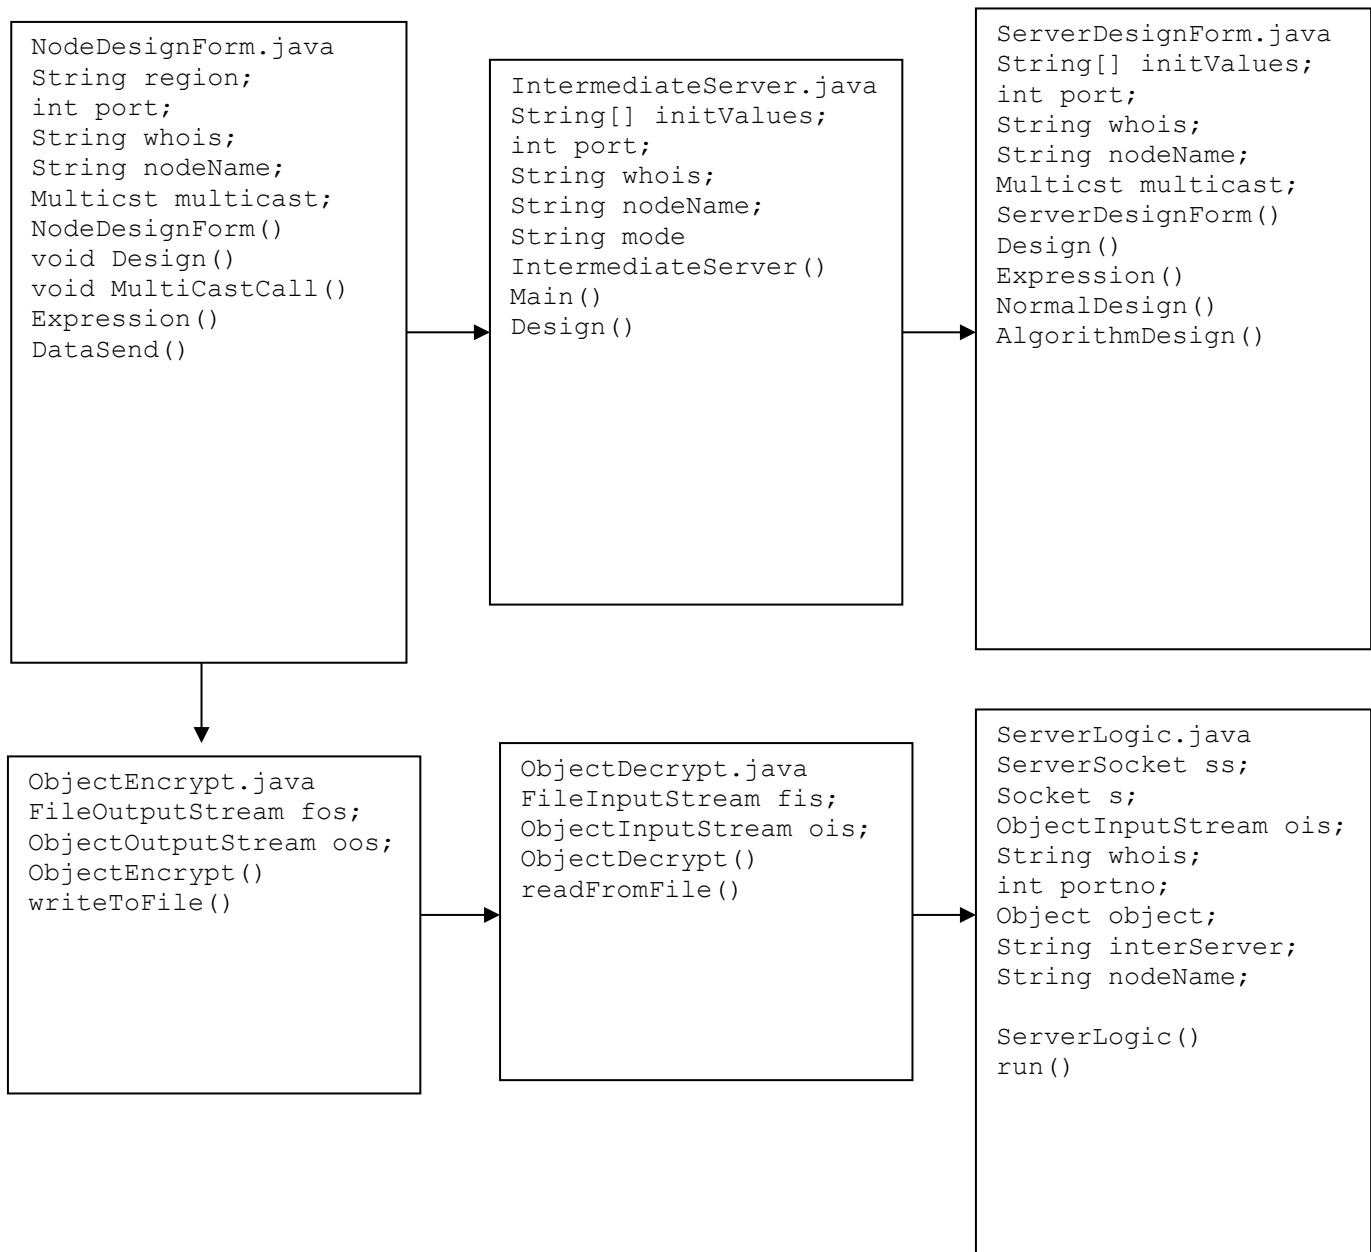 NodeDesignForm.java
String region;
int port;
String whois;
String nodeName;
Multicst multicast;
NodeDesignForm()
void Design()
void MultiCastCall()
Expression()
DataSend()
IntermediateServer.java
String[] initValues;
int port;
String whois;
String nodeName;
String mode
IntermediateServer()
Main()
Design()
ServerDesignForm.java
String[] initValues;
int port;
String whois;
String nodeName;
Multicst multicast;
ServerDesignForm()
Design()
Expression()
NormalDesign()
AlgorithmDesign()
ObjectEncrypt.java
FileOutputStream fos;
ObjectOutputStream oos;
ObjectEncrypt()
writeToFile()
ObjectDecrypt.java
FileInputStream fis;
ObjectInputStream ois;
ObjectDecrypt()
readFromFile()
ServerLogic.java
ServerSocket ss;
Socket s;
ObjectInputStream ois;
String whois;
int portno;
Object object;
String interServer;
String nodeName;
ServerLogic()
run()